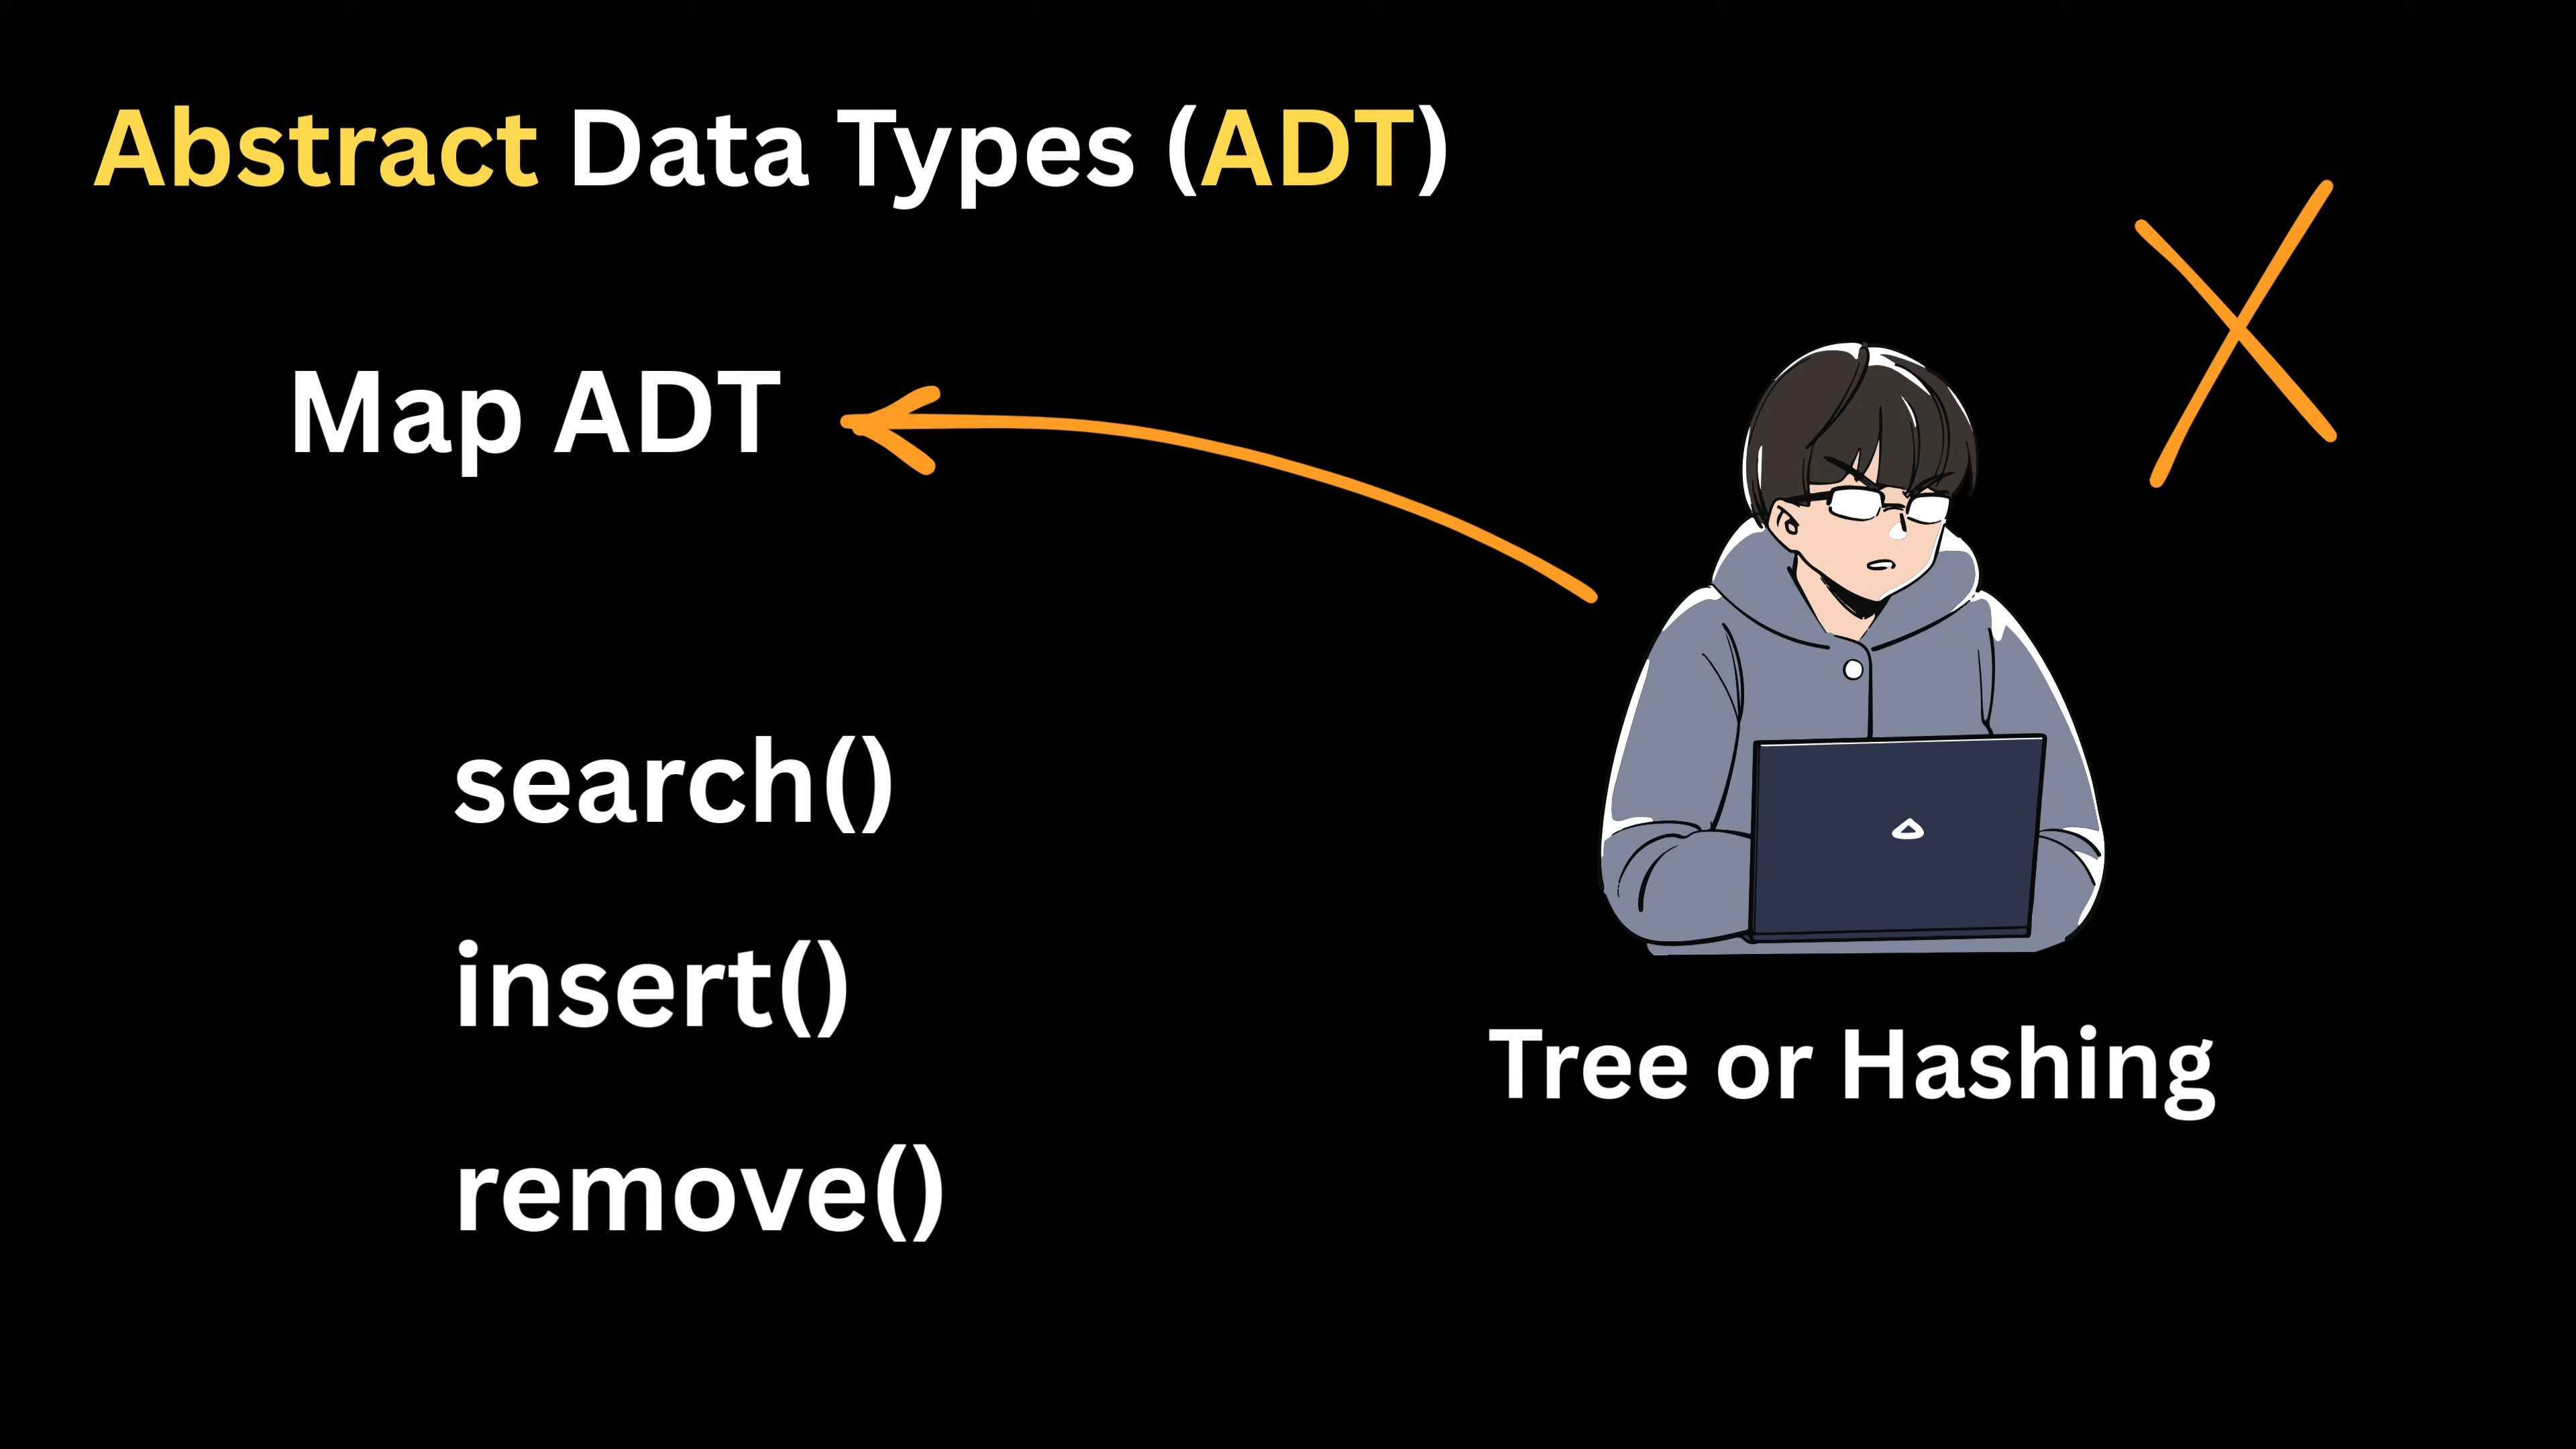 Abstract Data Types (ADT)
Map ADT
search()
insert()
remove()
Tree or Hashing